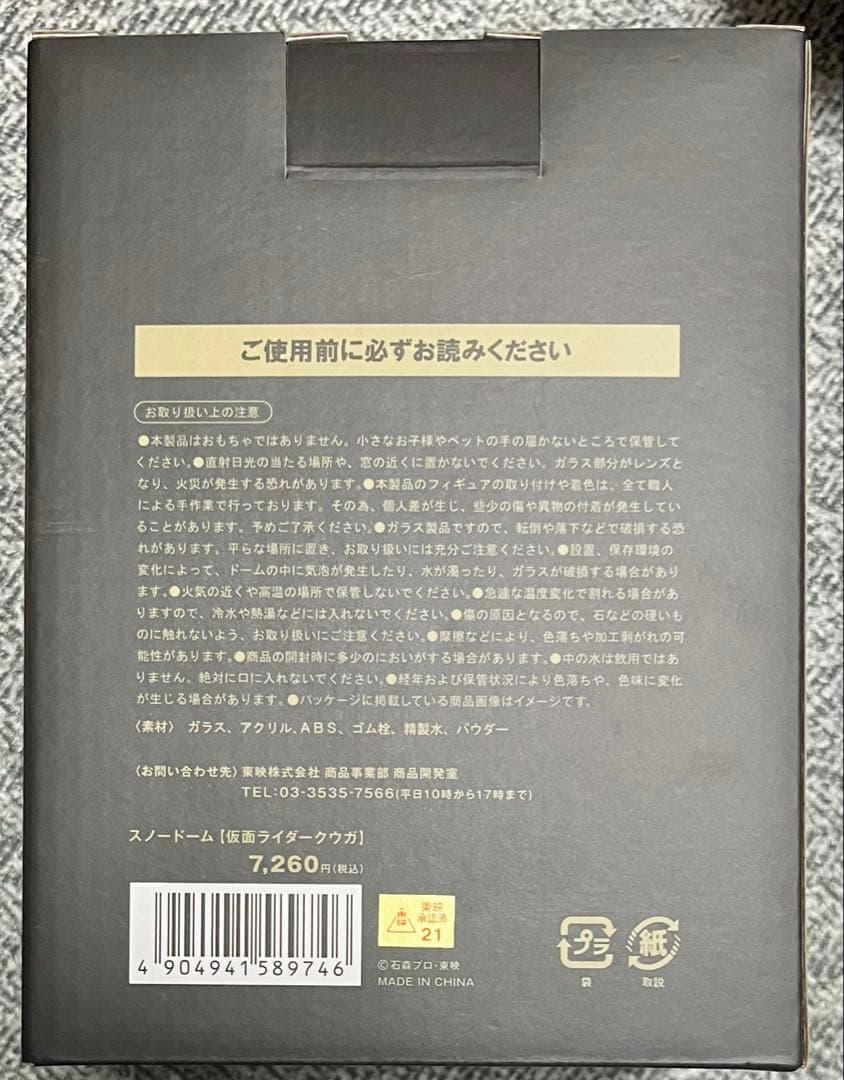 ご使用前に必ずお読みください
お取り扱い上の注意
●本製品はおもちゃではありません。小さなお子様やペットの手の届かないところで保管して
ください。●直射日光の当たる場所や、窓の近くに置かないでください。ガラス部分がレンズと
なり、火災が発生する恐れがあります。●本製品のフィギュアの取り付けや着色は、全て職人
による手作業で行っております。その為、個人差が生じ、些少の傷や異物の付着が発生してい
ることがあります。予めご了承ください。●ガラス製品ですので、転倒や落下などで破損する恐
れがあります。平らな場所に置き、お取り扱いには充分ご注意ください。●設置、保存環境の
変化によって、ドームの中に気泡が発生したり、水が濁ったり、ガラスが破損する場合があり
ます。●火気の近くや高温の場所で保管しないでください。●急遽な温度変化で割れる場合があ
りますので、冷水や熱湯などには入れないでください。●傷の原因となるので、石などの硬いも
のに触れないよう、お取り扱いにご注意ください。●摩擦などにより、色落ちや加工剥がれの可
能性があります。●商品の開封時に多少のにおいがする場合があります。●中の水は飲用ではあ
りません。絶対に口に入れないでください。●経年および保管状況により色落ちや、色味に変化
が生じる場合があります。●パッケージに掲載している商品画像はイメージです。
〈素材〉 ガラス、アクリル、ABS、ゴム栓、精製水、パウダー
〈お問い合わせ先〉東映株式会社 商品事業部 商品開発室
TEL:03-3535-7566(平日10時から17時まで)
スノードーム【仮面ライダークウガ】
7,260円(税込)
4 904941 589746
東映
東映
承認済
21
©石森プロ・東映
MADE IN CHINA
プラ
袋
紙
取説